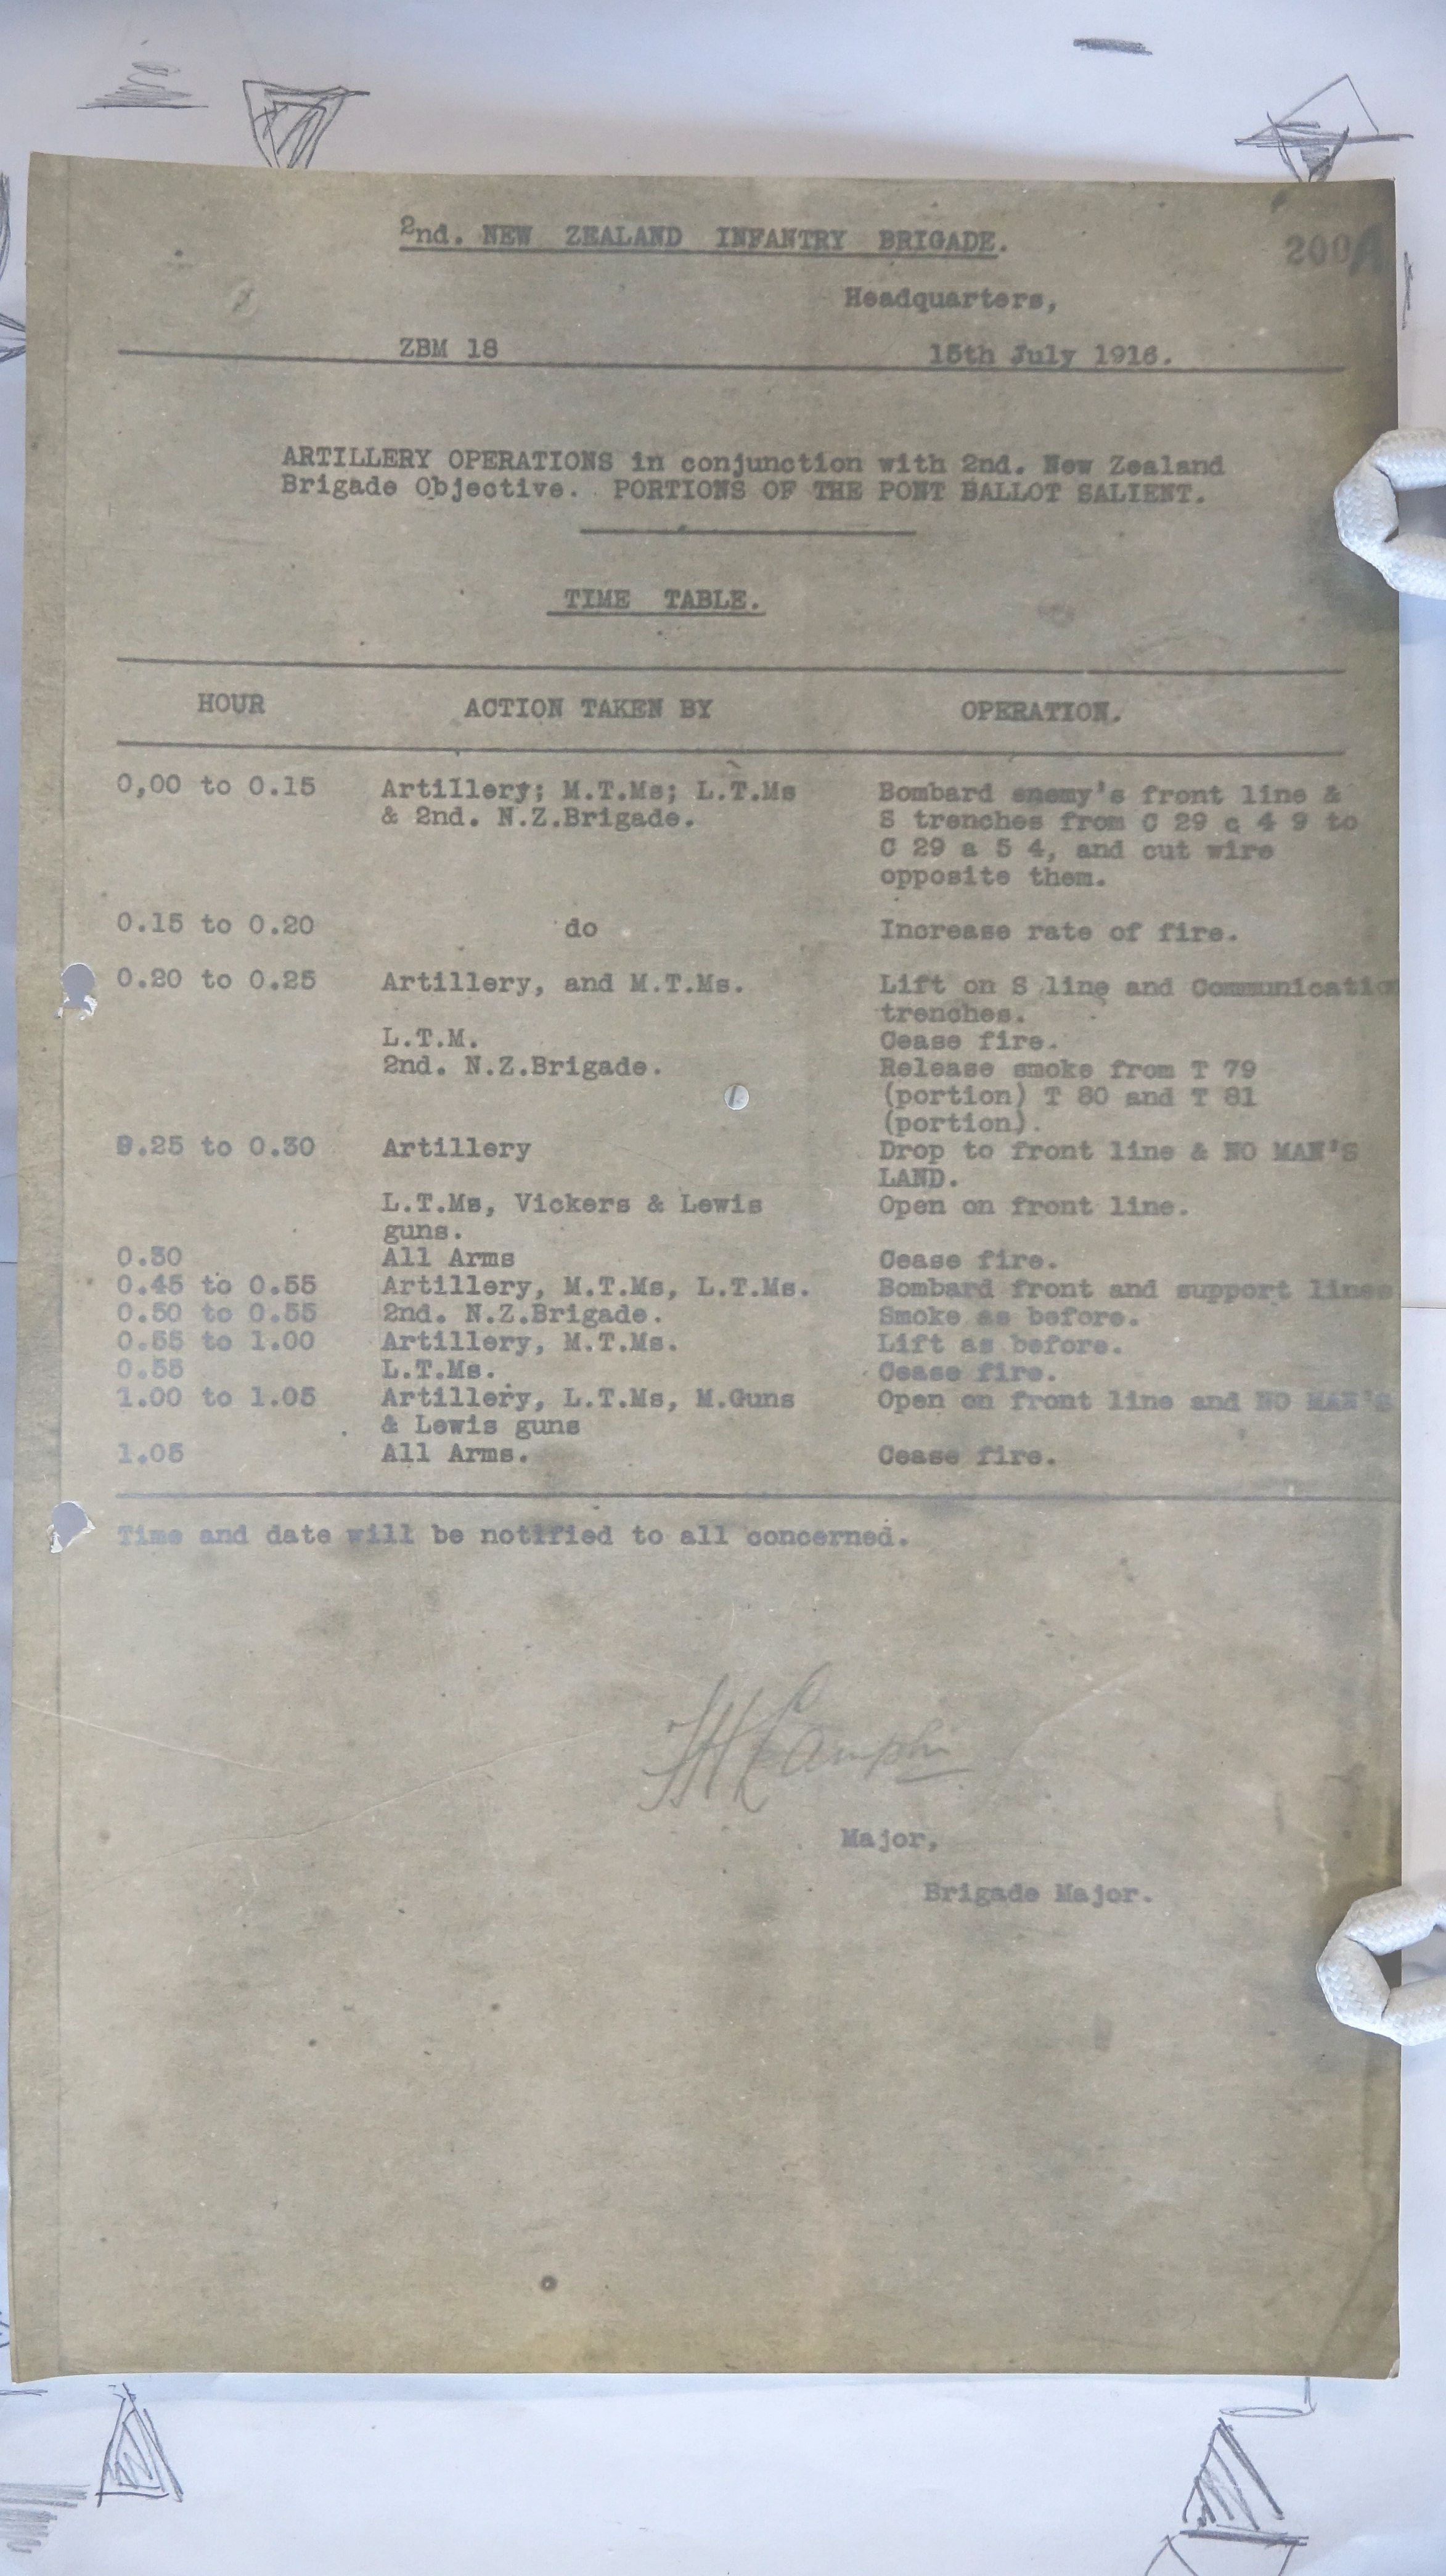 2nd. NEW ZEALAND INFANTRY BRIGADE.
200A
Headquarters,
ZBM 18 15th July 1916.
ARTILLERY OPERATIONS in conjunction with 2nd. New Zealand
Brigade Objective. PORTIONS OF THE PONT BALLOT SALIENT.
TIME TABLE.
HOUR ACTION TAKEN BY OPERATION.
0,00 to 0.15 Artillery; M.T.Ms; L.T.Ms Bombard enemy's front line &
& 2nd. N.Z.Brigade. S trenches from C 29 c 4 9 to
C 29 a 5 4, and cut wire
opposite them.
0.15 to 0.20 do Increase rate of fire.
0.20 to 0.25 Artillery, and M.T.Ms. Lift on S line and Communicatio
trenches.
L.T.M. Cease fire.
2nd. N.Z.Brigade. Release smoke from T 79
(portion) T 80 and T 81
(portion).
0.25 to 0.30 Artillery Drop to front line & NO MAN'S
LAND.
L.T.Ms, Vickers & Lewis Open on front line.
guns.
0.30 All Arms Cease fire.
0.45 to 0.55 Artillery, M.T.Ms, L.T.Ms. Bombard front and support lines
0.50 to 0.55 2nd. N.Z.Brigade. Smoke as before.
0.55 to 1.00 Artillery, M.T.Ms. Lift as before.
0.55 L.T.Ms. Cease fire.
1.00 to 1.05 Artillery, L.T.Ms, M.Guns Open on front line and NO MAN'S
& Lewis guns
1.05 All Arms. Cease fire.
Time and date will be notified to all concerned.
Major,
Brigade Major.